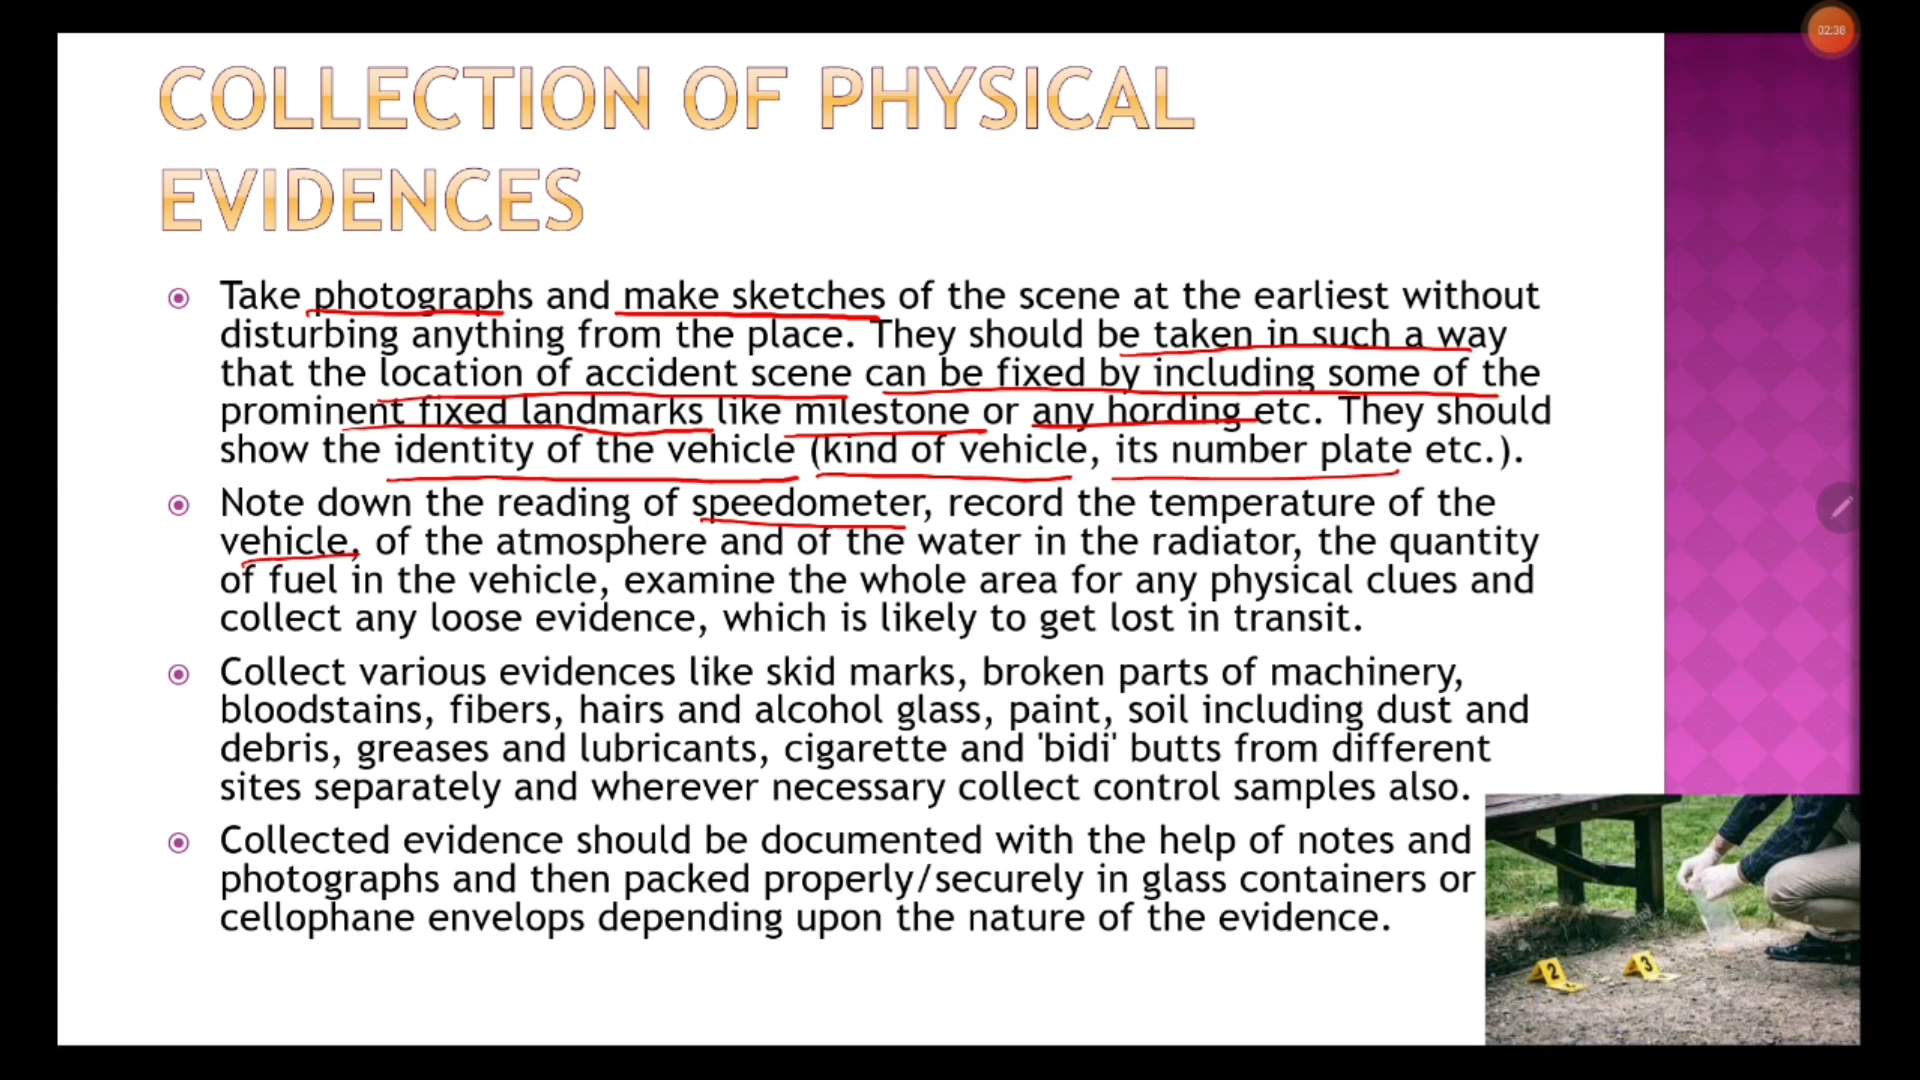 02:38
COLLECTION OF PHYSICAL
EVIDENCES
Take photographs and make sketches of the scene at the earliest without
disturbing anything from the place. They should be taken in such a way
that the location of accident scene can be fixed by including some of the
prominent fixed landmarks like milestone or any hording etc. They should
show the identity of the vehicle (kind of vehicle, its number plate etc.).
Note down the reading of speedometer, record the temperature of the
vehicle, of the atmosphere and of the water in the radiator, the quantity
of fuel in the vehicle, examine the whole area for any physical clues and
collect any loose evidence, which is likely to get lost in transit.
Collect various evidences like skid marks, broken parts of machinery,
bloodstains, fibers, hairs and alcohol glass, paint, soil including dust and
debris, greases and lubricants, cigarette and 'bidi' butts from different
sites separately and wherever necessary collect control samples also.
Collected evidence should be documented with the help of notes and
photographs and then packed properly/securely in glass containers or
cellophane envelops depending upon the nature of the evidence.
2
3